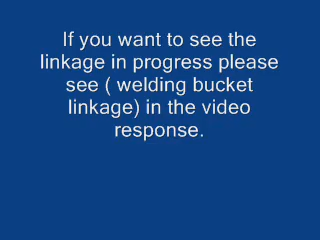 If you want to see the
linkage in progress please
see ( welding bucket
linkage) in the video
response.